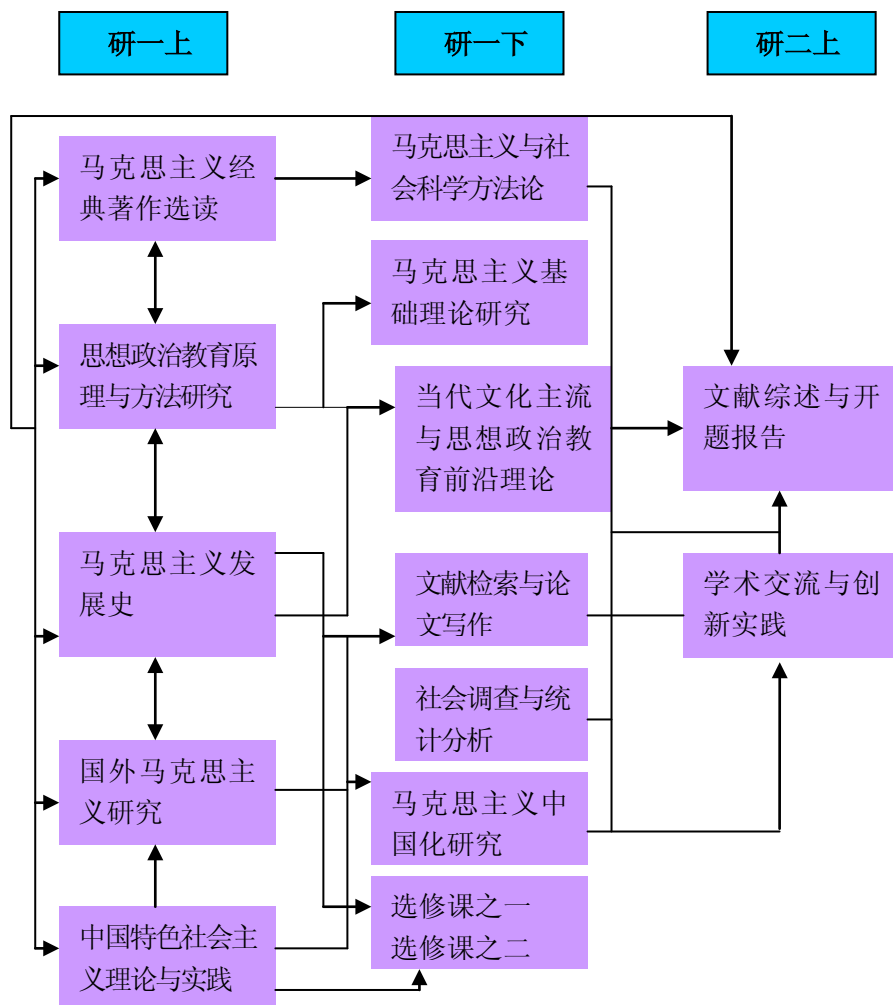 研一上
研一下
研二上
马克思主义经
典著作选读
思想政治教育原
理与方法研究
马克思主义发
展史
国外马克思主
义研究
中国特色社会主
义理论与实践
马克思主义与社
会科学方法论
马克思主义基
础理论研究
当代文化主流
与思想政治教
育前沿理论
文献检索与论
文写作
社会调查与统
计分析
马克思主义中
国化研究
选修课之一
选修课之二
文献综述与开
题报告
学术交流与创
新实践